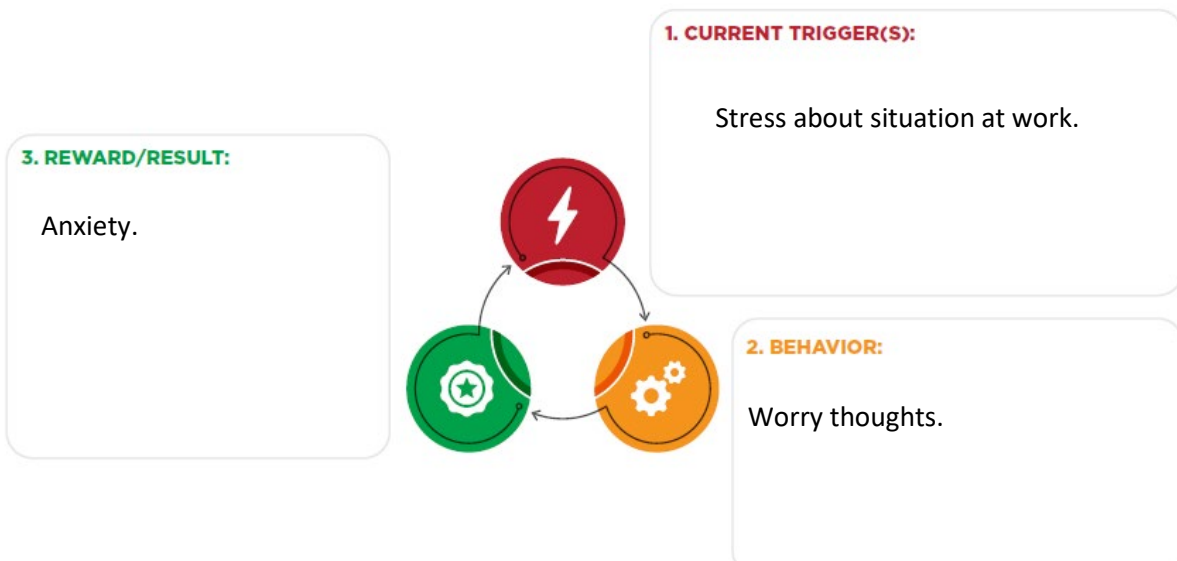 1. CURRENT TRIGGER(S):
Stress about situation at work.
2. BEHAVIOR:
Worry thoughts.
3. REWARD/RESULT:
Anxiety.